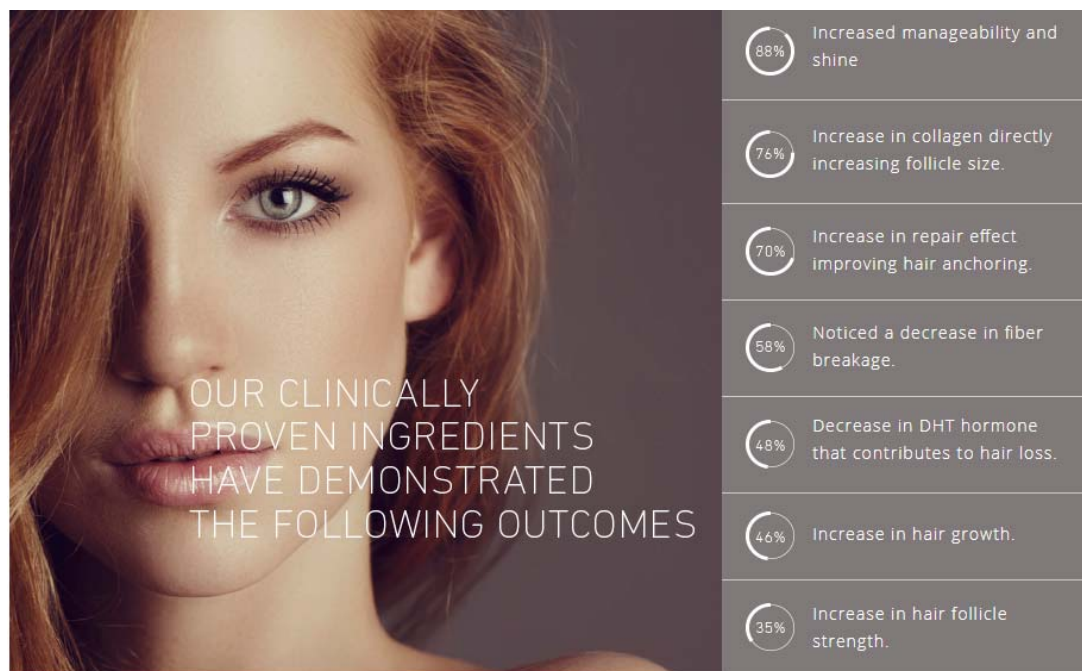 OUR CLINICALLY
PROVEN INGREDIENTS
HAVE DEMONSTRATED
THE FOLLOWING OUTCOMES
88%
Increased manageability and
shine
76%
Increase in collagen directly
increasing follicle size.
70%
Increase in repair effect
improving hair anchoring.
58%
Noticed a decrease in fiber
breakage.
48%
Decrease in DHT hormone
that contributes to hair loss.
46%
Increase in hair growth.
35%
Increase in hair follicle
strength.